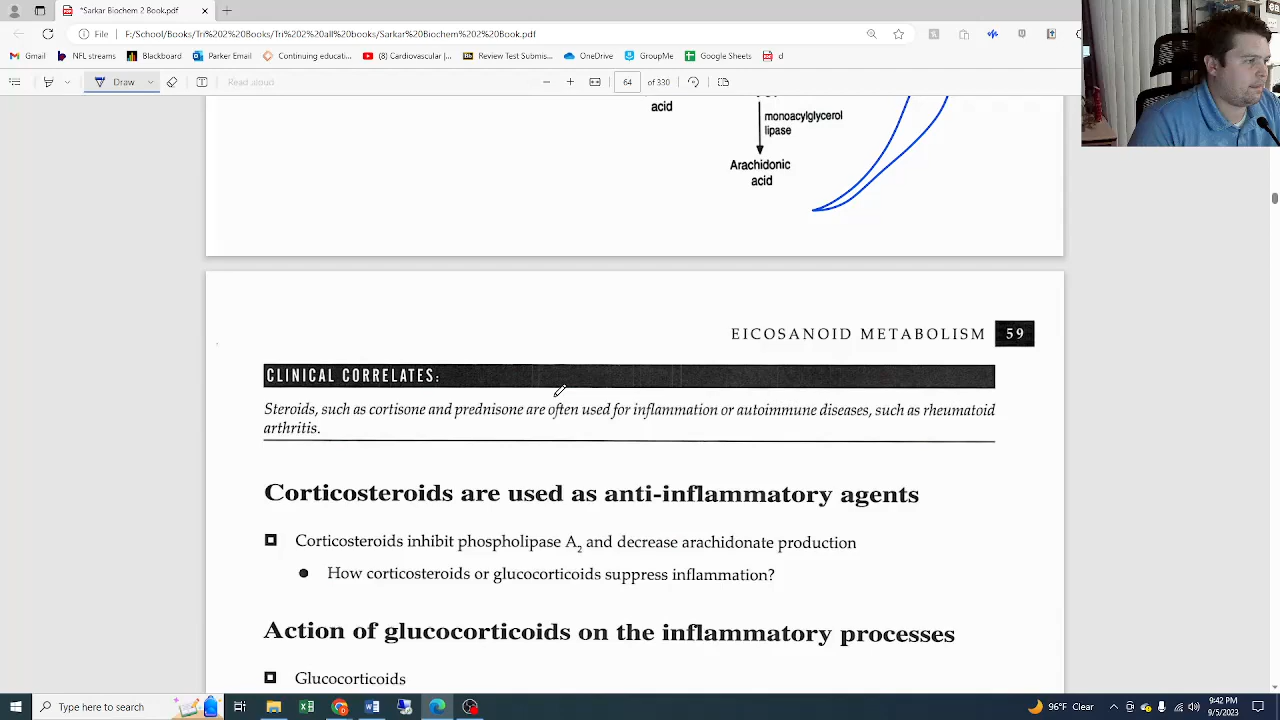 *Sarkar Biochem 2 Book.pdf
File F:/School/Books/Tri%202%20Books/Tri%202%20all%20books/Sarkar%20Biochem%202%20Book.pdf
Gmail Finances Blackboard Parker Email Continuing educati... (8) Cardiovascular |... Review Test Submis... OneDrive GroupMe Google Sheets d
Draw Read aloud 64 of 330
acid
monoacylglycerol
lipase
Arachidonic
acid
EICOSANOID METABOLISM 59
CLINICAL CORRELATES:
Steroids, such as cortisone and prednisone are often used for inflammation or autoimmune diseases, such as rheumatoid
arthritis.
Corticosteroids are used as anti-inflammatory agents
Corticosteroids inhibit phospholipase A2 and decrease arachidonate production
How corticosteroids or glucocorticoids suppress inflammation?
Action of glucocorticoids on the inflammatory processes
Glucocorticoids
Type here to search
96°F Clear
9:42 PM
9/5/2023